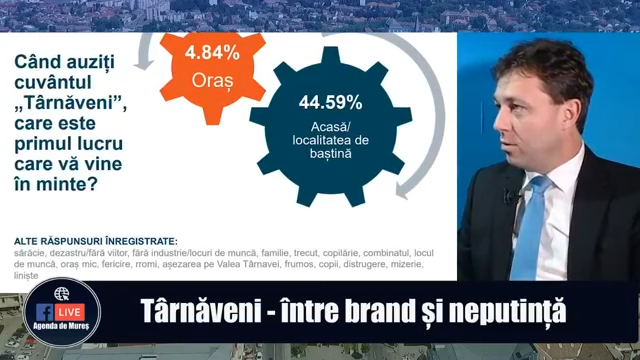 Când auziți
cuvântul
„Târnăveni”,
care este
primul lucru
care vă vine
în minte?
4.84%
Oraș
44.59%
Acasă/
localitatea de
baștină
ALTE RĂSPUNSURI ÎNREGISTRATE:
sărăcie, dezastru/fără viitor, fără industrie/locuri de muncă, familie, trecut, copilărie, combinatul, locul
de muncă, oraș mic, fericire, rromi, așezarea pe Valea Târnavei, frumos, copii, distrugere, mizerie,
liniște
f LIVE
Agenda de Mureș
Târnăveni - între brand și neputință